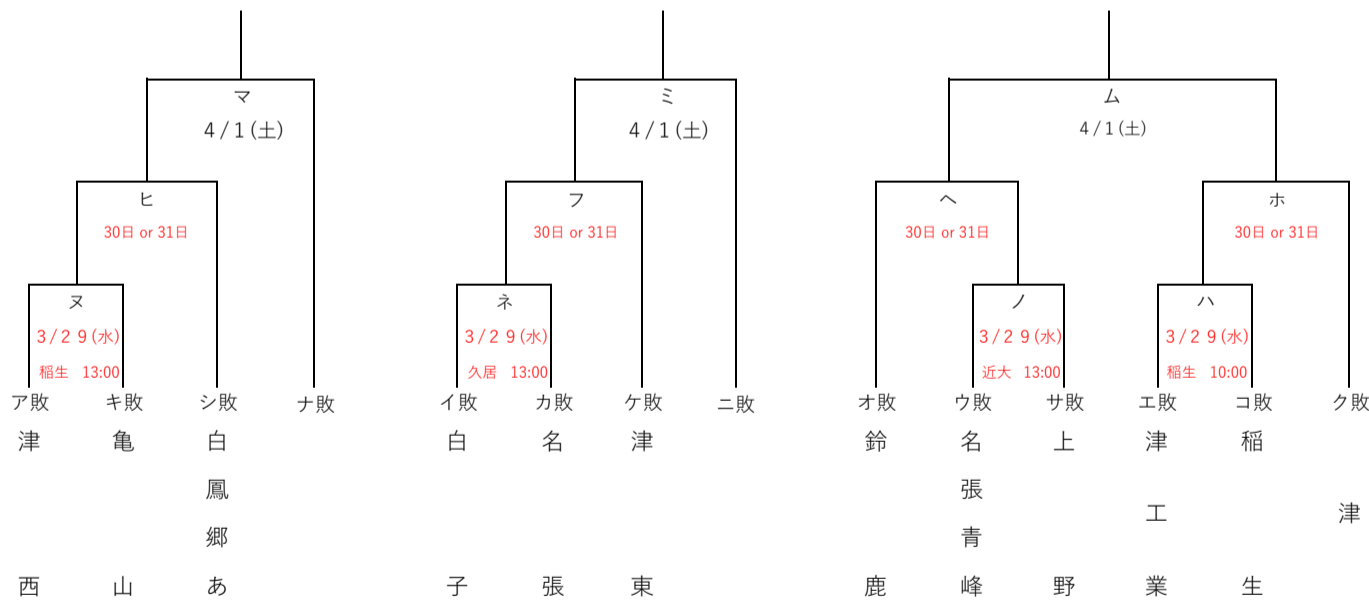 マ
4/1(土)
ミ
4/1(土)
ム
4/1(土)
ヒ
30日 or 31日
フ
30日 or 31日
ヘ
30日 or 31日
ホ
30日 or 31日
ヌ
3/29(水)
稲生 13:00
ネ
3/29(水)
久居 13:00
ノ
3/29(水)
近大 13:00
ハ
3/29(水)
稲生 10:00
ア敗 キ敗 シ敗 ナ敗 イ敗 カ敗 ケ敗 ニ敗 オ敗 ウ敗 サ敗 エ敗 コ敗 ク敗
津西
亀山
白鳳郷あ
白子
名張
津東
鈴鹿
名張青峰
上野
津工業
稲生
津